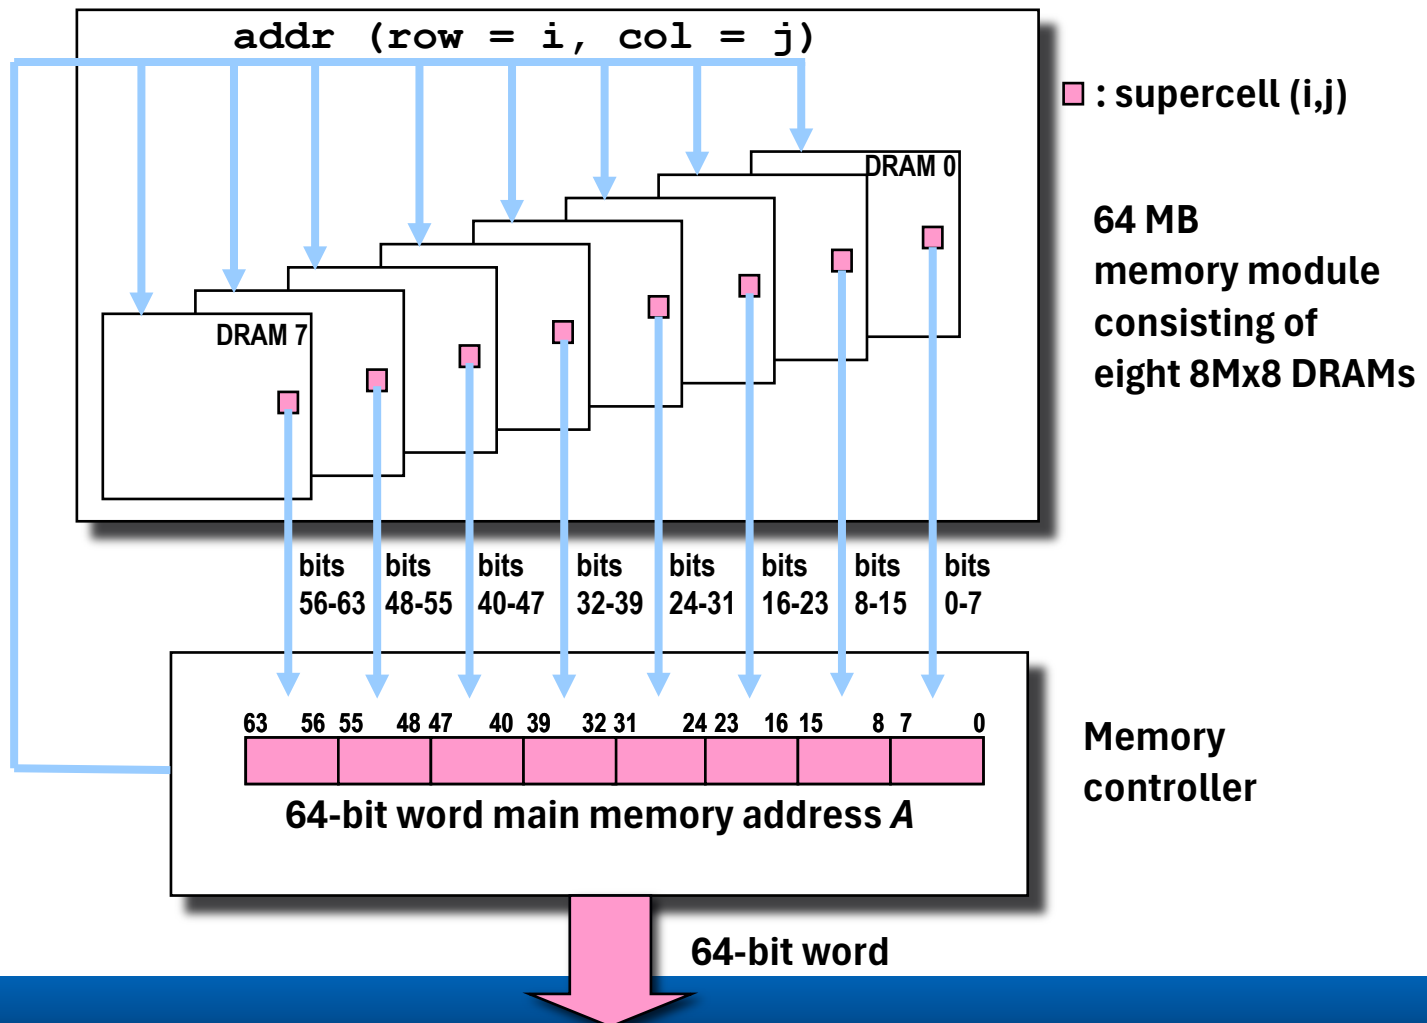 addr (row = i, col = j)
: supercell (i,j)
DRAM 0
64 MB
memory module
consisting of
eight 8Mx8 DRAMs
DRAM 7
bits bits bits bits bits bits bits bits
56-63 48-55 40-47 32-39 24-31 16-23 8-15 0-7
63 56 55 48 47 40 39 32 31 24 23 16 15 8 7 0
64-bit word main memory address A
Memory
controller
64-bit word